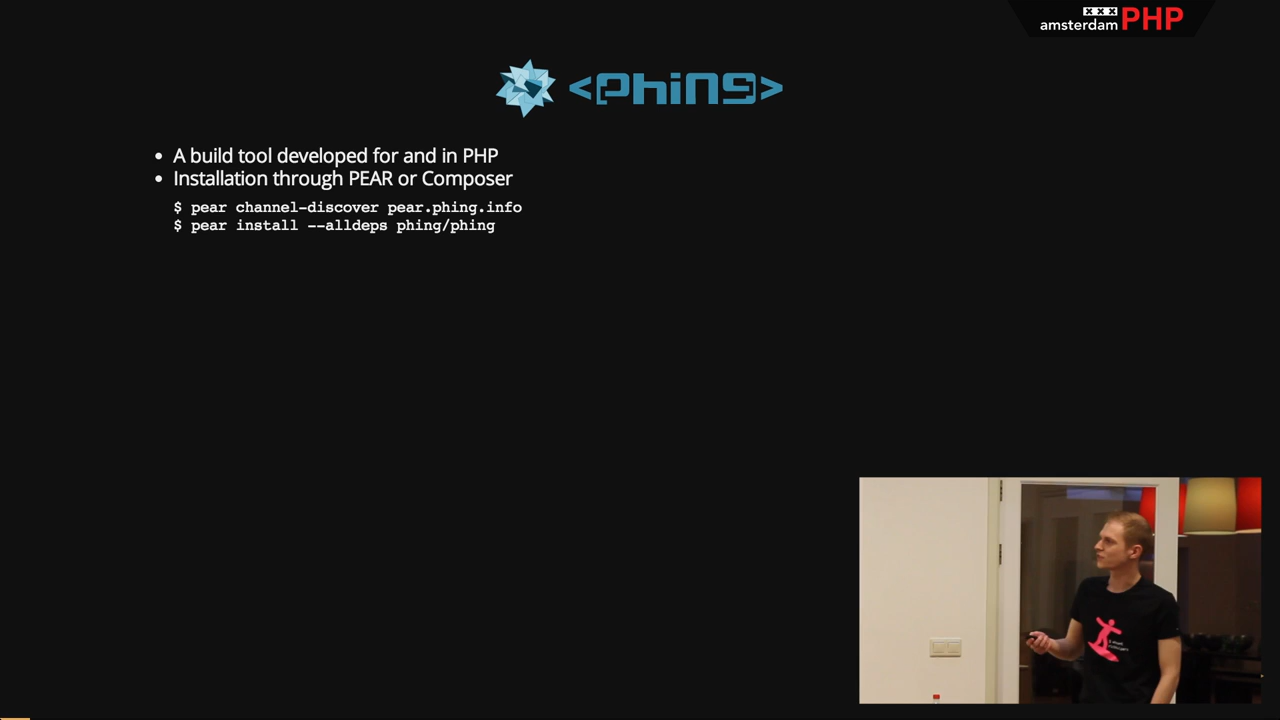 XXX
amsterdam PHP
<phing>
• A build tool developed for and in PHP
• Installation through PEAR or Composer
$ pear channel-discover pear.phing.info
$ pear install --alldeps phing/phing